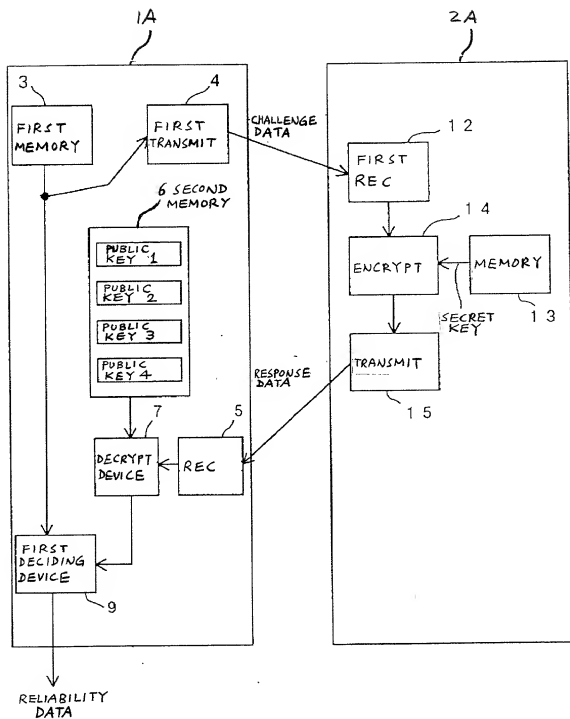 1A
2A
3
4
FIRST
MEMORY
FIRST
TRANSMIT
CHALLENGE
DATA
12
FIRST
REC
6 SECOND
MEMORY
PUBLIC
KEY 1
PUBLIC
KEY 2
PUBLIC
KEY 3
PUBLIC
KEY 4
14
ENCRYPT
MEMORY
SECRET
KEY
13
TRANSMIT
15
RESPONSE
DATA
7
5
DECRYPT
DEVICE
REC
FIRST
DECIDING
DEVICE
9
RELIABILITY
DATA